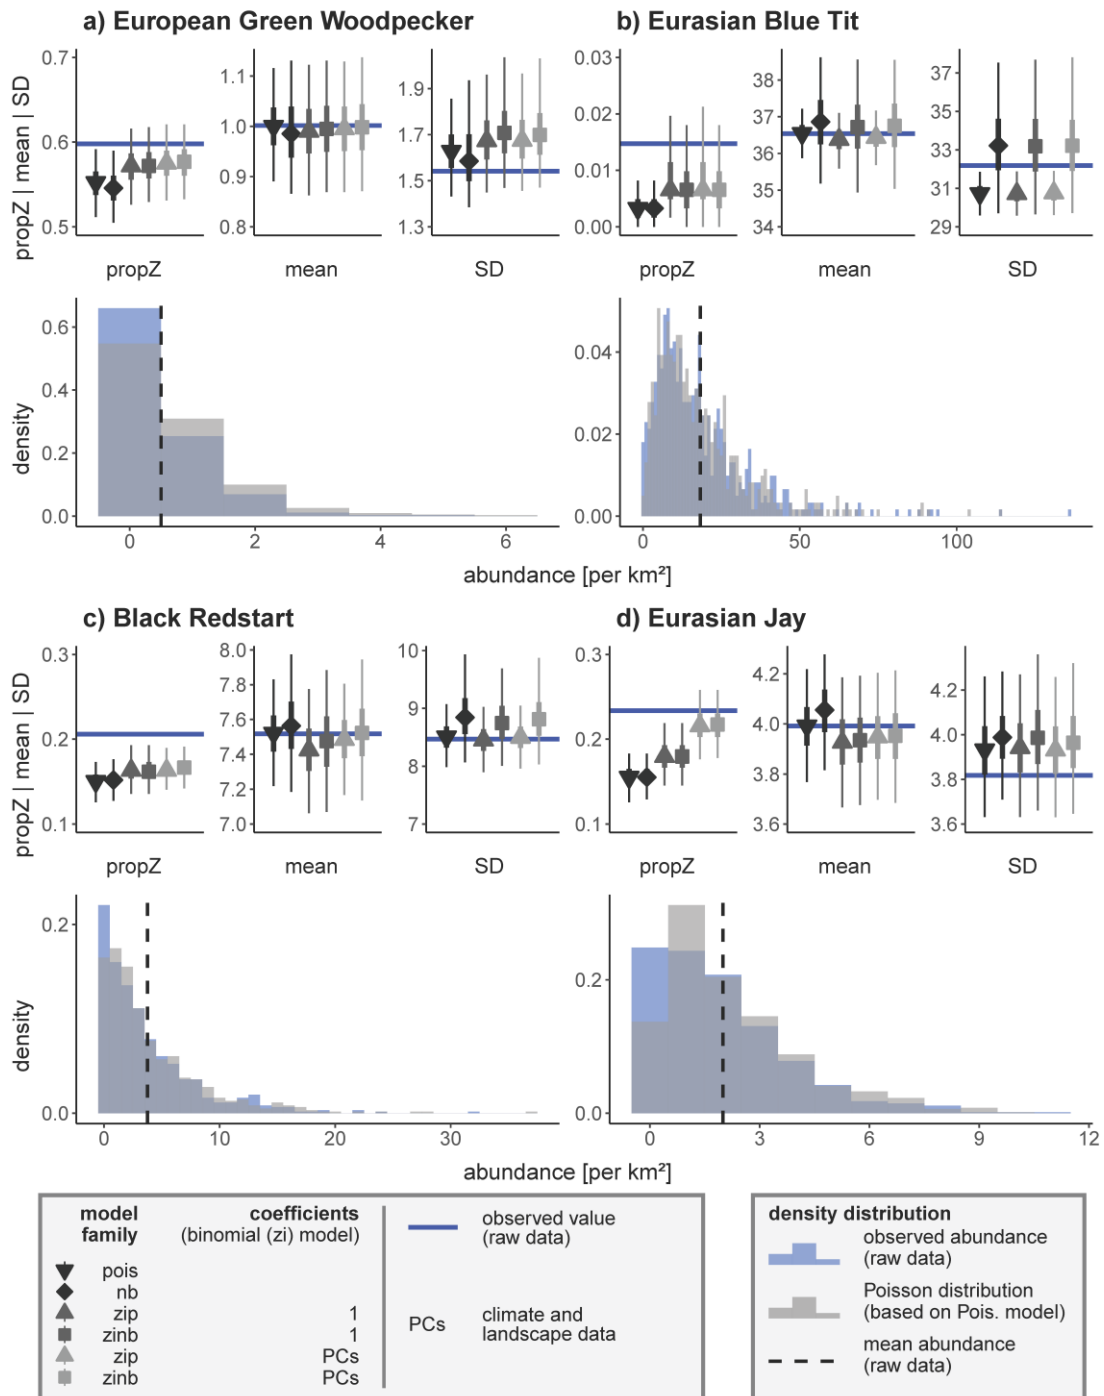 a) European Green Woodpecker
b) Eurasian Blue Tit
propZ | mean | SD
0.7
0.6
0.5
1.1
1.0
0.9
0.8
1.9
1.7
1.5
1.3
0.03
0.02
0.01
0.00
38
37
36
35
34
37
35
33
31
29
propZ
mean
SD
propZ
mean
SD
density
0.6
0.4
0.2
0.0
0.04
0.02
0.00
0
2
4
6
0
50
100
abundance [per km²]
c) Black Redstart
d) Eurasian Jay
propZ | mean | SD
0.3
0.2
0.1
8.0
7.8
7.6
7.4
7.2
7.0
10
9
8
7
0.3
0.2
0.1
4.2
4.0
3.8
3.6
4.2
4.0
3.8
3.6
propZ
mean
SD
propZ
mean
SD
density
0.2
0.0
0.2
0.0
0
10
20
30
0
3
6
9
12
abundance [per km²]
model family
coefficients
(binomial (zi) model)
pois
nb
zip 1
zinb 1
zip PCs
zinb PCs
observed value
(raw data)
PCs climate and
landscape data
density distribution
observed abundance
(raw data)
Poisson distribution
(based on Pois. model)
mean abundance
(raw data)